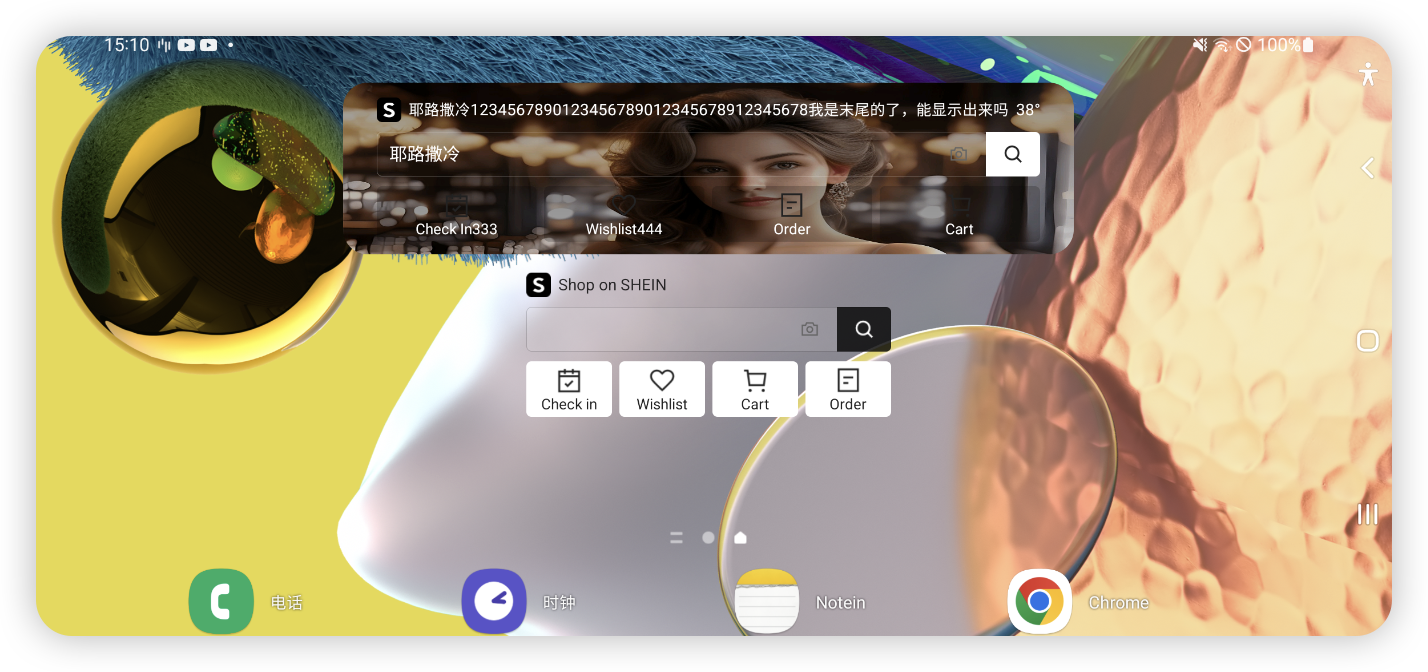 15:10
100%
S 耶路撒冷1234567890123456789012345678912345678我是末尾的了，能显示出来吗 38°
耶路撒冷
Check In333 Wishlist444 Order Cart
S Shop on SHEIN
Check in Wishlist Cart Order
电话 时钟 Notein Chrome